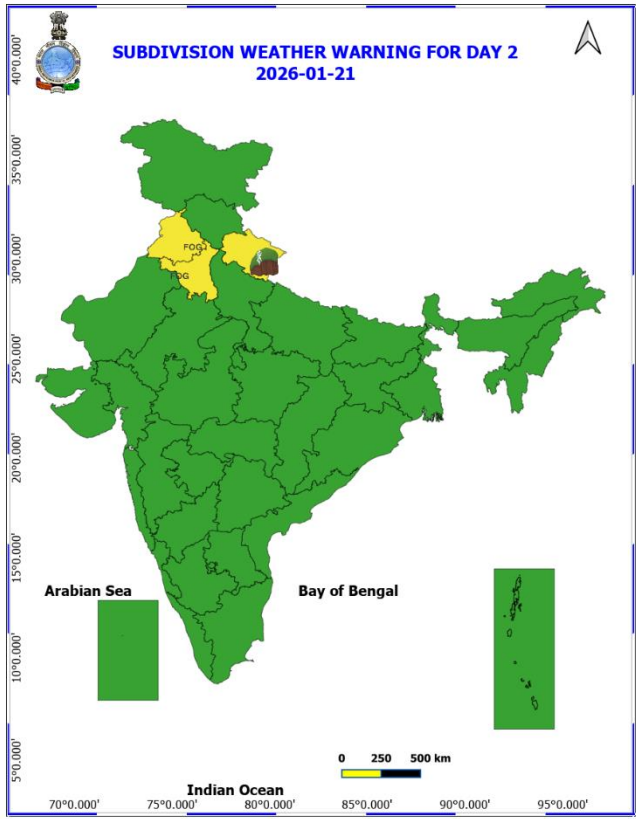 SUBDIVISION WEATHER WARNING FOR DAY 2
2026-01-21
40°0.000'
35°0.000'
30°0.000'
25°0.000'
20°0.000'
15°0.000'
10°0.000'
5°0.000'
FOG
FOG
Arabian Sea
Bay of Bengal
0 250 500 km
Indian Ocean
70°0.000' 75°0.000' 80°0.000' 85°0.000' 90°0.000' 95°0.000'